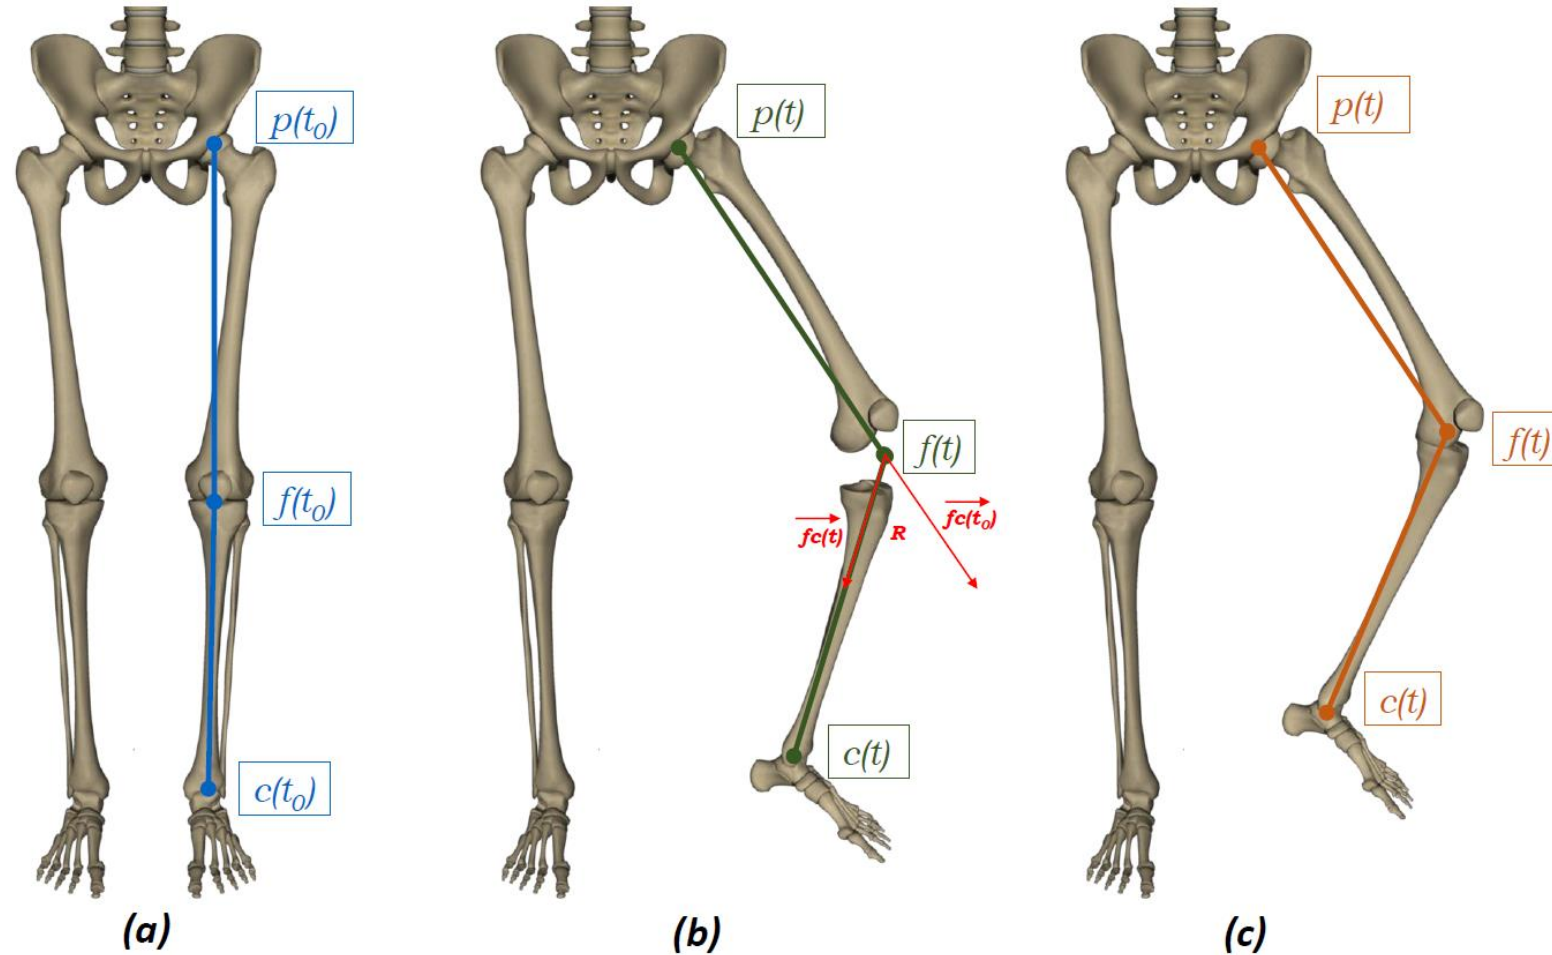 p(t₀)
f(t₀)
c(t₀)
(a)
p(t)
f(t)
fc(t)
R
fc(t₀)
c(t)
(b)
p(t)
f(t)
c(t)
(c)